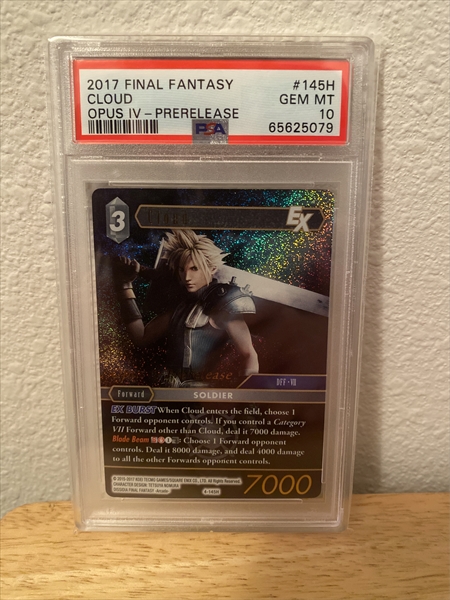 2017 FINAL FANTASY #145H
CLOUD GEM MT
OPUS IV - PRERELEASE 10
PSA 65625079
3
EX
DFF·VII
Forward SOLDIER
EX BURST When Cloud enters the field, choose 1
Forward opponent controls. If you control a Category
VII Forward other than Cloud, deal it 7000 damage.
Blade Beam Choose 1 Forward opponent
controls. Deal it 8000 damage, and deal 4000 damage
to all the other Forwards opponent controls.
4-145H
7000